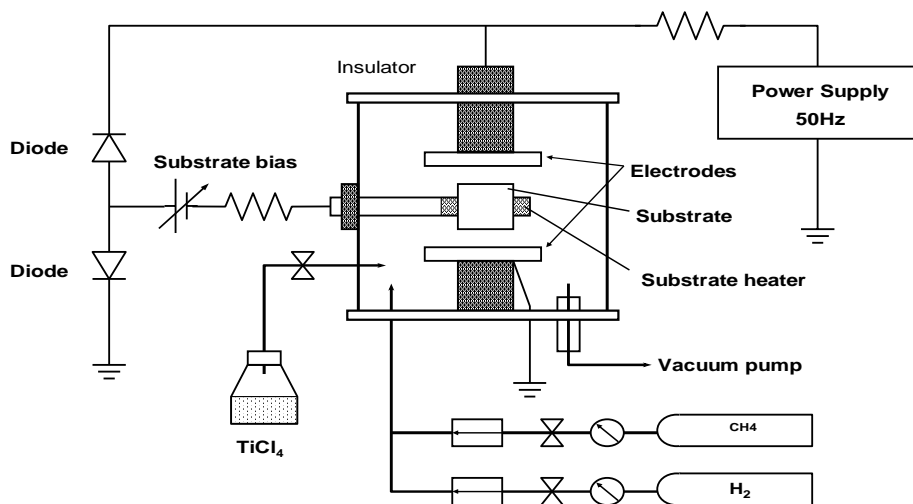 Insulator
Power Supply
50Hz
Diode
Substrate bias
Electrodes
Substrate
Diode
Substrate heater
Vacuum pump
TiCl₄
CH4
H₂